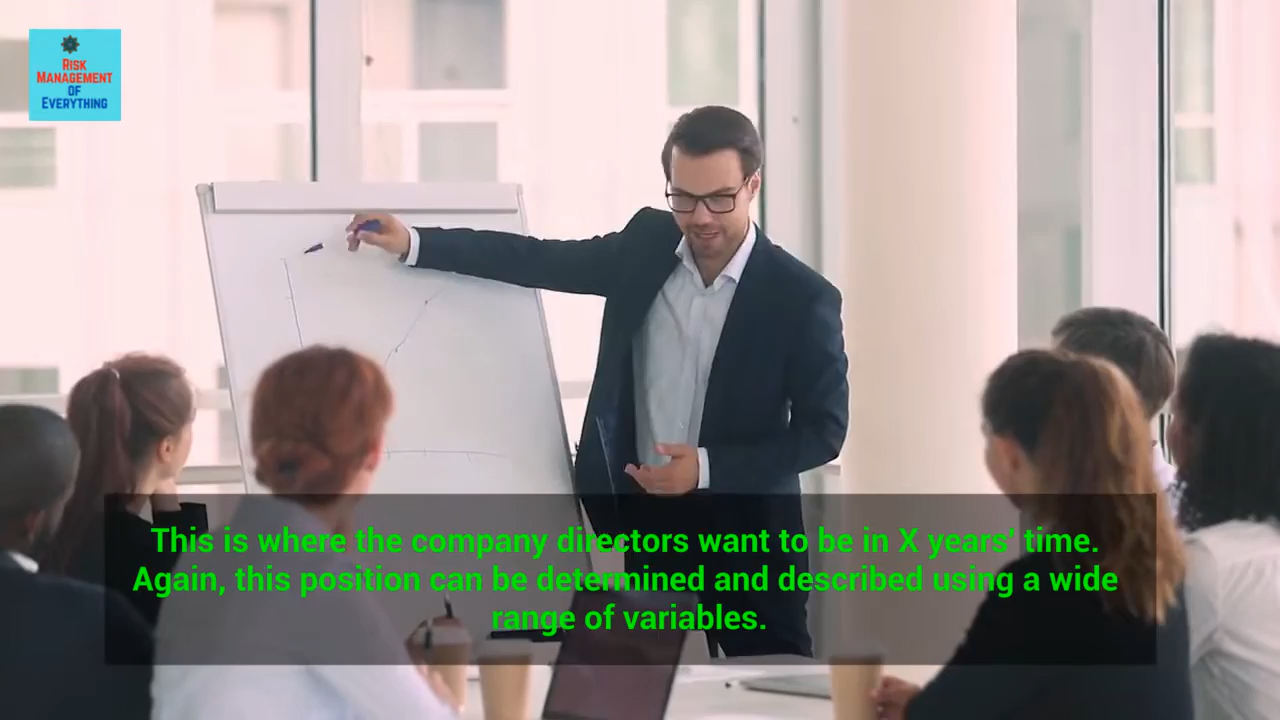 RISK
MANAGEMENT
OF
EVERYTHING
This is where the company directors want to be in X years' time.
Again, this position can be determined and described using a wide
range of variables.